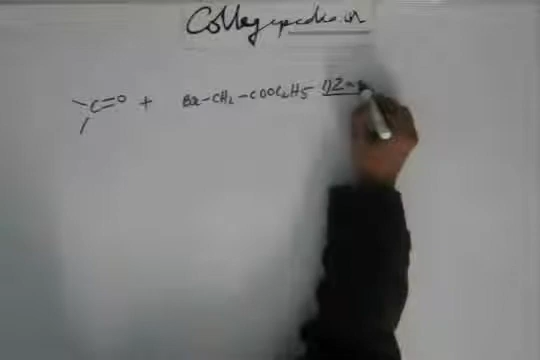 Collegepedia.in
C=O + Br-CH2-COOC2H5 1) Zn